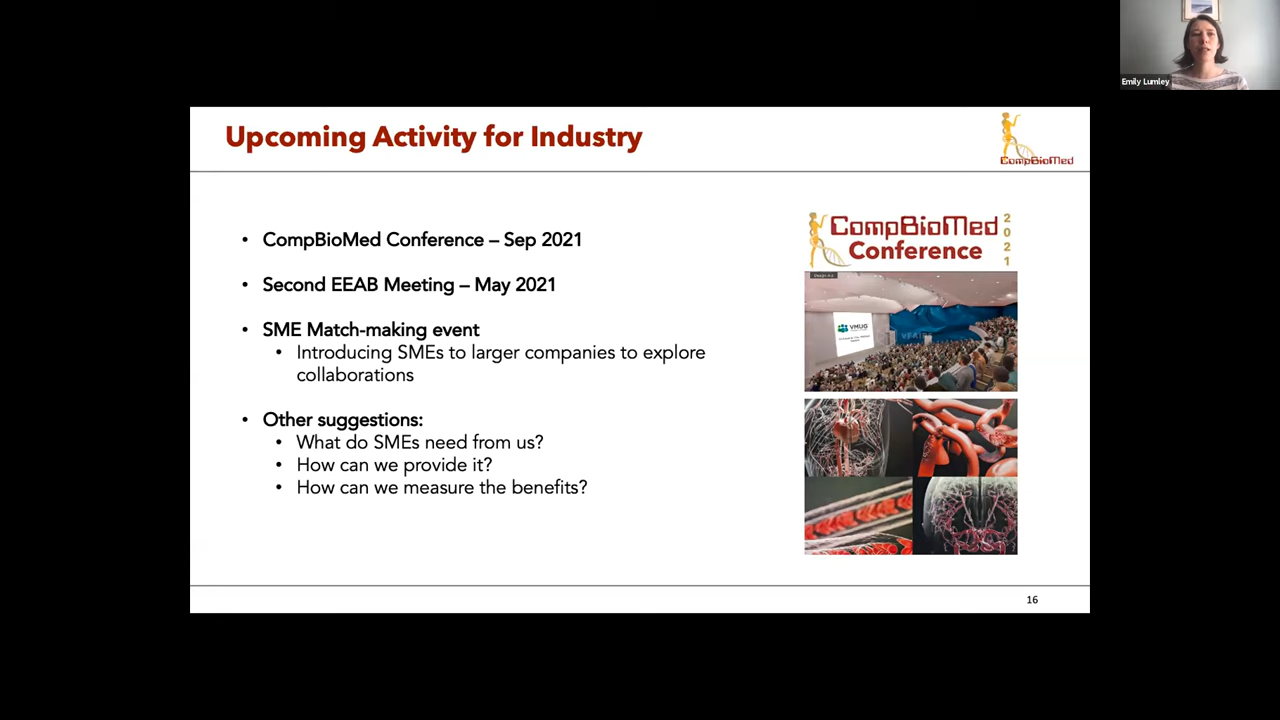 Emily Lumley
Upcoming Activity for Industry
CompBioMed
• CompBioMed Conference – Sep 2021
• Second EEAB Meeting – May 2021
• SME Match-making event
• Introducing SMEs to larger companies to explore
collaborations
• Other suggestions:
• What do SMEs need from us?
• How can we provide it?
• How can we measure the benefits?
CompBioMed
Conference
2021
VMUG
16